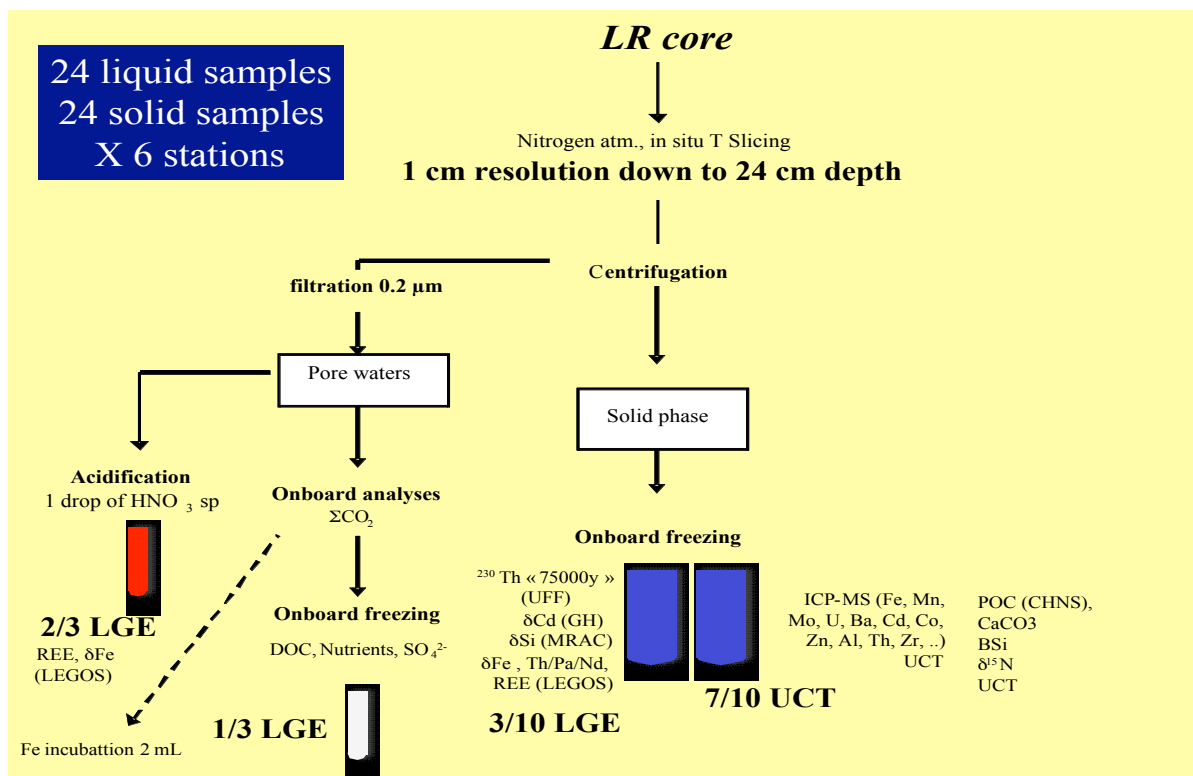 24 liquid samples
24 solid samples
X 6 stations
LR core
Nitrogen atm., in situ T Slicing
1 cm resolution down to 24 cm depth
Centrifugation
filtration 0.2 µm
Pore waters
Solid phase
Acidification
1 drop of HNO ₃ sp
2/3 LGE
REE, δFe
(LEGOS)
Onboard analyses
ΣCO₂
Onboard freezing
DOC, Nutrients, SO₄²⁻
1/3 LGE
Fe incubattion 2 mL
Onboard freezing
²³⁰ Th « 75000y »
(UFF)
δCd (GH)
δSi (MRAC)
δFe , Th/Pa/Nd,
REE (LEGOS)
3/10 LGE
7/10 UCT
ICP-MS (Fe, Mn,
Mo, U, Ba, Cd, Co,
Zn, Al, Th, Zr, ..)
UCT
POC (CHNS),
CaCO3
BSi
δ¹⁵N
UCT